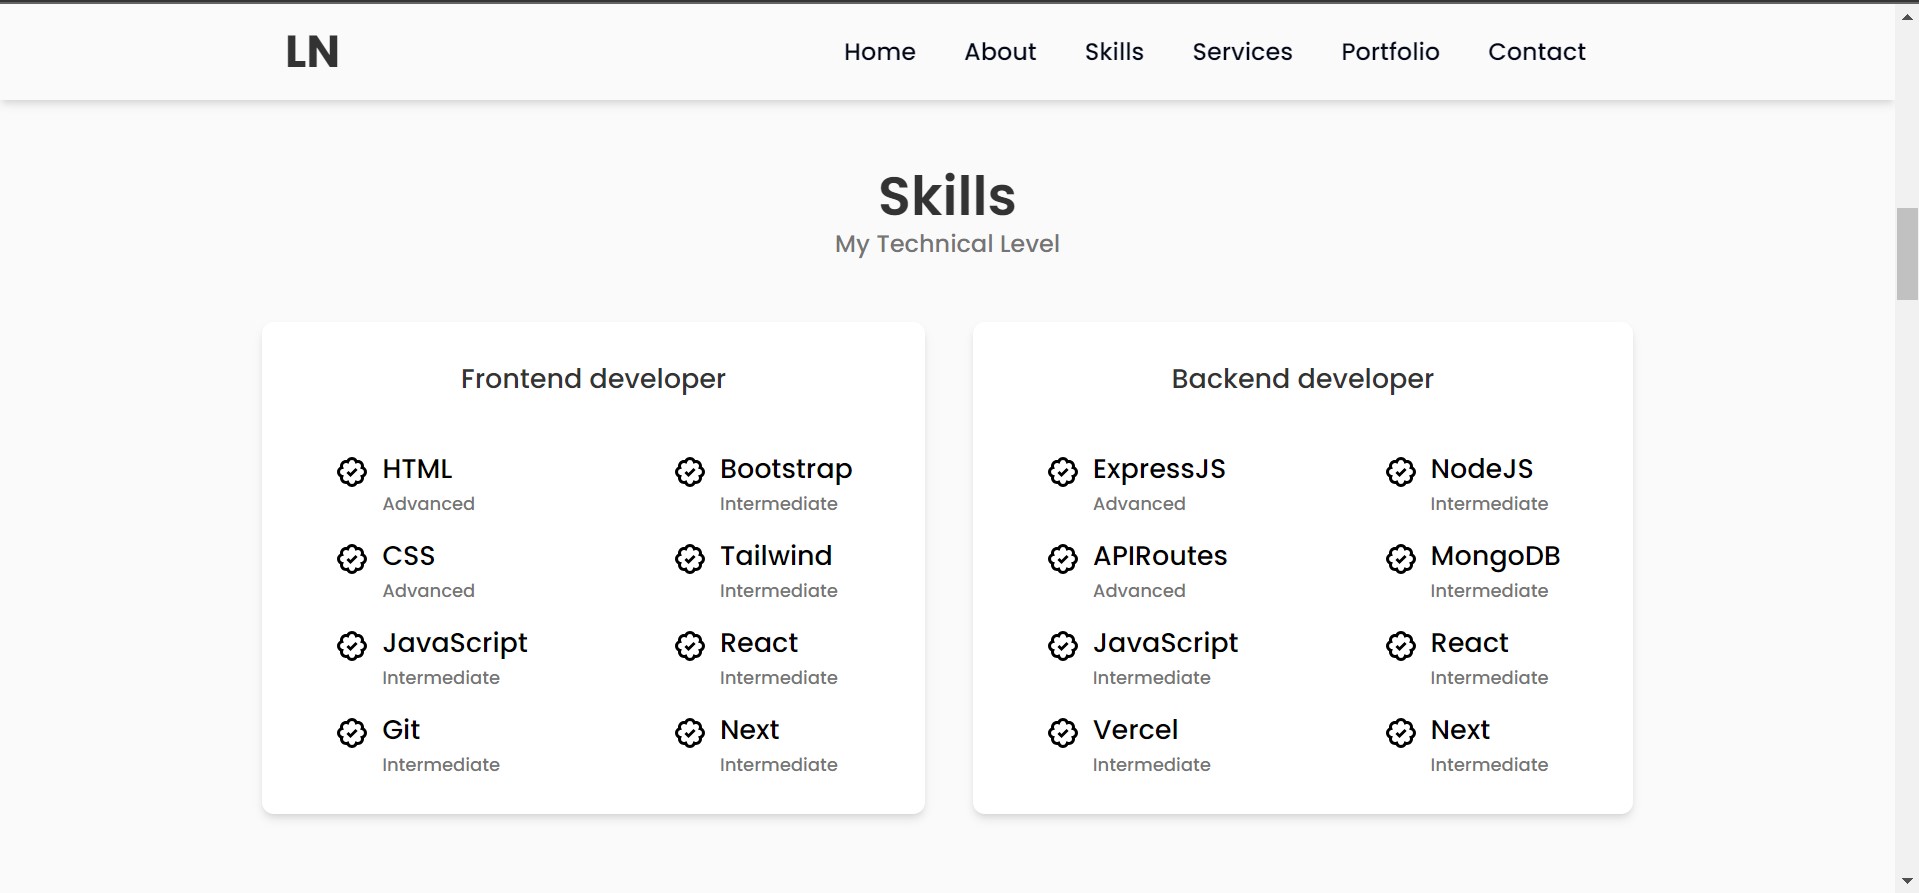 LN
Home About Skills Services Portfolio Contact
Skills
My Technical Level
Frontend developer
HTML
Advanced
CSS
Advanced
JavaScript
Intermediate
Git
Intermediate
Bootstrap
Intermediate
Tailwind
Intermediate
React
Intermediate
Next
Intermediate
Backend developer
ExpressJS
Advanced
APIRoutes
Advanced
JavaScript
Intermediate
Vercel
Intermediate
NodeJS
Intermediate
MongoDB
Intermediate
React
Intermediate
Next
Intermediate